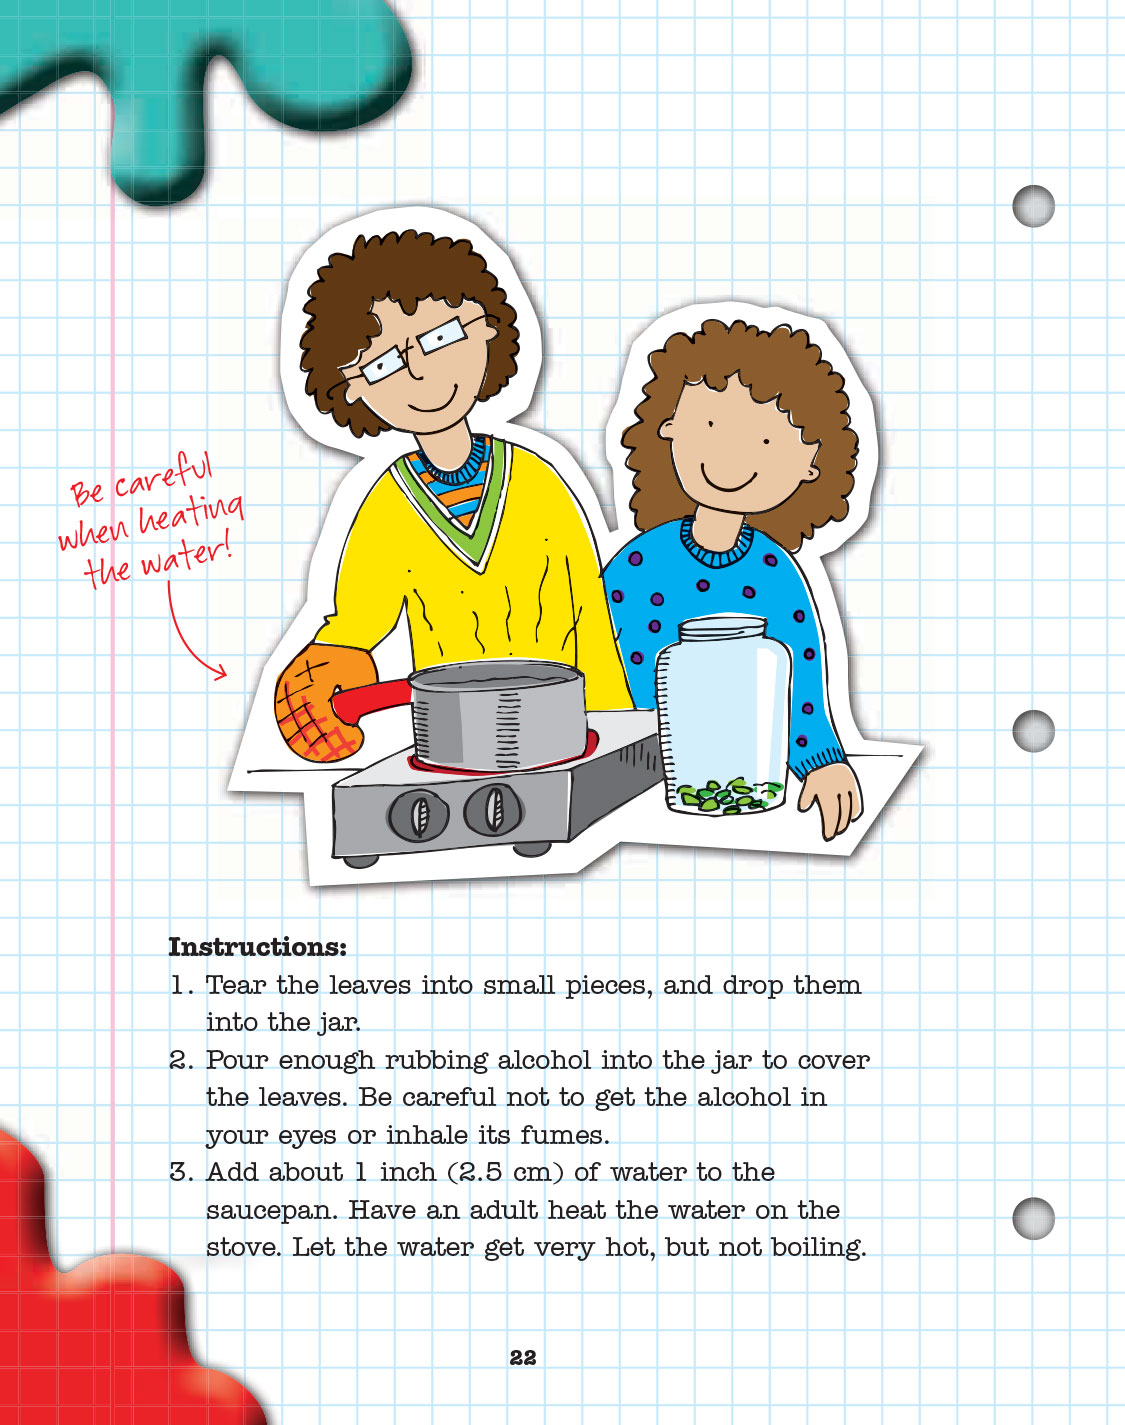 Be careful
when heating
the water!
Instructions:
1. Tear the leaves into small pieces, and drop them
into the jar.
2. Pour enough rubbing alcohol into the jar to cover
the leaves. Be careful not to get the alcohol in
your eyes or inhale its fumes.
3. Add about 1 inch (2.5 cm) of water to the
saucepan. Have an adult heat the water on the
stove. Let the water get very hot, but not boiling.
22